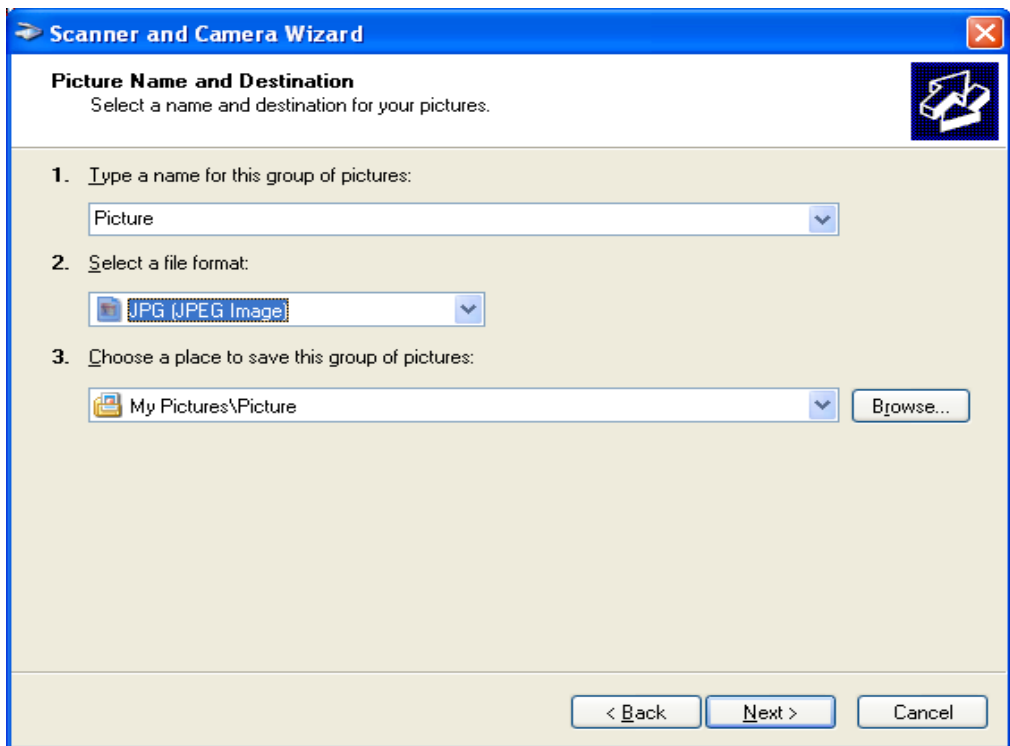 Scanner and Camera Wizard
Picture Name and Destination
Select a name and destination for your pictures.
1. Type a name for this group of pictures:
Picture
2. Select a file format:
JPG (JPEG Image)
3. Choose a place to save this group of pictures:
My Pictures\Picture
Browse...
< Back
Next >
Cancel